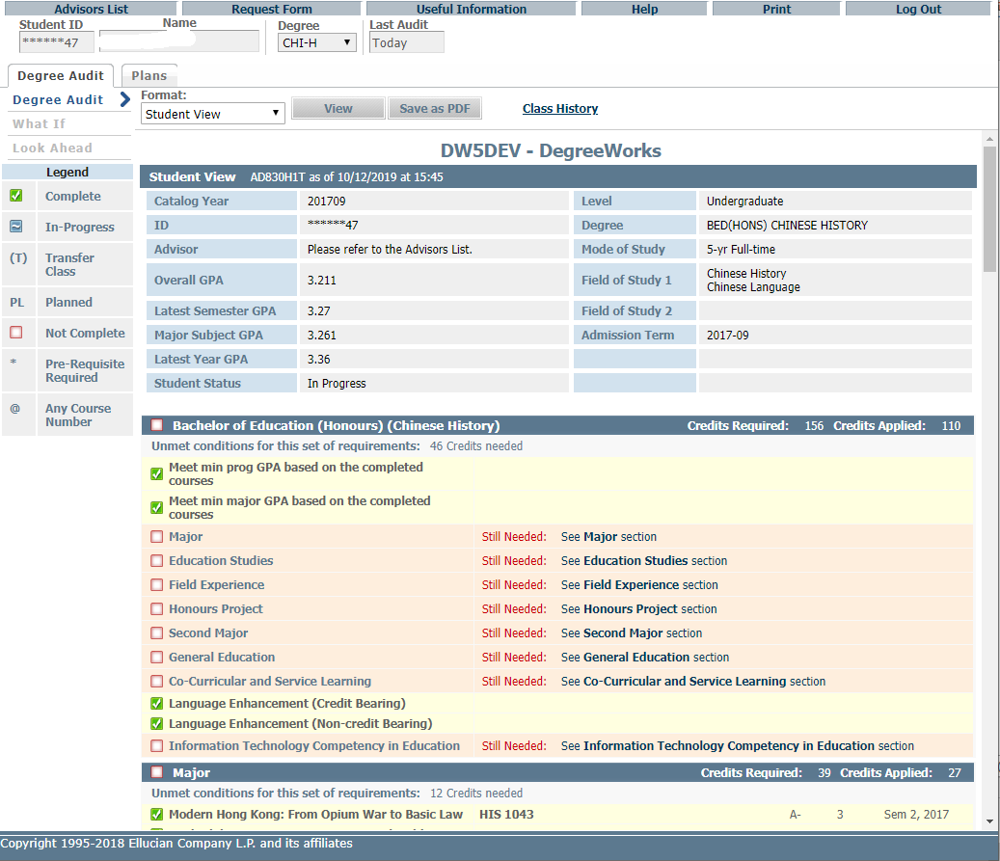 Advisors List Request Form Useful Information Help Print Log Out
Student ID Name Degree Last Audit
******47 CHI-H Today
Degree Audit Plans
Degree Audit
What If
Look Ahead
Format:
Student View View Save as PDF Class History
Legend
Complete
In-Progress
(T) Transfer
Class
PL Planned
Not Complete
* Pre-Requisite
Required
@ Any Course
Number
DW5DEV - DegreeWorks
Student View AD830H1T as of 10/12/2019 at 15:45
Catalog Year 201709 Level Undergraduate
ID ******47 Degree BED(HONS) CHINESE HISTORY
Advisor Please refer to the Advisors List. Mode of Study 5-yr Full-time
Overall GPA 3.211 Field of Study 1 Chinese History
Chinese Language
Latest Semester GPA 3.27 Field of Study 2
Major Subject GPA 3.261 Admission Term 2017-09
Latest Year GPA 3.36
Student Status In Progress
Bachelor of Education (Honours) (Chinese History) Credits Required: 156 Credits Applied: 110
Unmet conditions for this set of requirements: 46 Credits needed
Meet min prog GPA based on the completed
courses
Meet min major GPA based on the completed
courses
Major Still Needed: See Major section
Education Studies Still Needed: See Education Studies section
Field Experience Still Needed: See Field Experience section
Honours Project Still Needed: See Honours Project section
Second Major Still Needed: See Second Major section
General Education Still Needed: See General Education section
Co-Curricular and Service Learning Still Needed: See Co-Curricular and Service Learning section
Language Enhancement (Credit Bearing)
Language Enhancement (Non-credit Bearing)
Information Technology Competency in Education Still Needed: See Information Technology Competency in Education section
Major Credits Required: 39 Credits Applied: 27
Unmet conditions for this set of requirements: 12 Credits needed
Modern Hong Kong: From Opium War to Basic Law HIS 1043 A- 3 Sem 2, 2017
Copyright 1995-2018 Ellucian Company L.P. and its affiliates